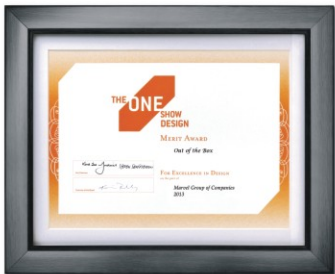 THE ONE
SHOW
DESIGN
MERIT AWARD
Out of the Box
FOR EXCELLENCE IN DESIGN
Marvel Group of Companies
2013